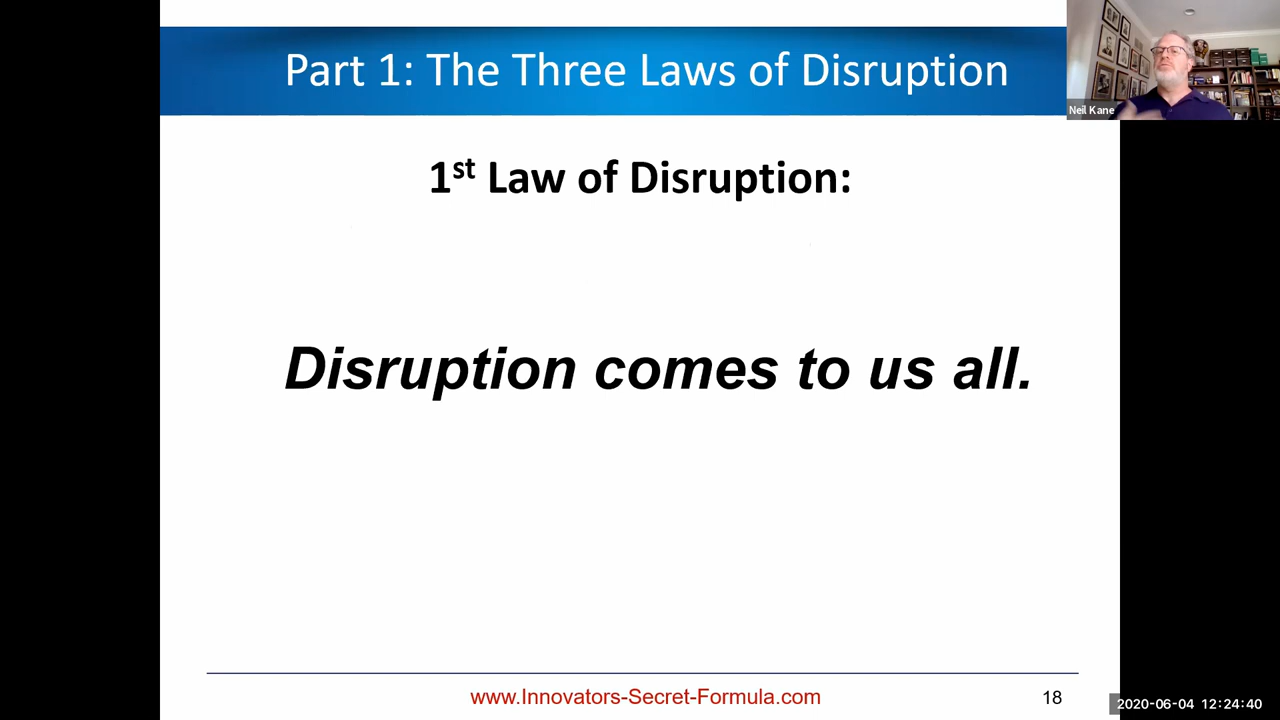 Part 1: The Three Laws of Disruption
Neil Kane
1st Law of Disruption:
Disruption comes to us all.
www.Innovators-Secret-Formula.com
18
2020-06-04 12:24:40